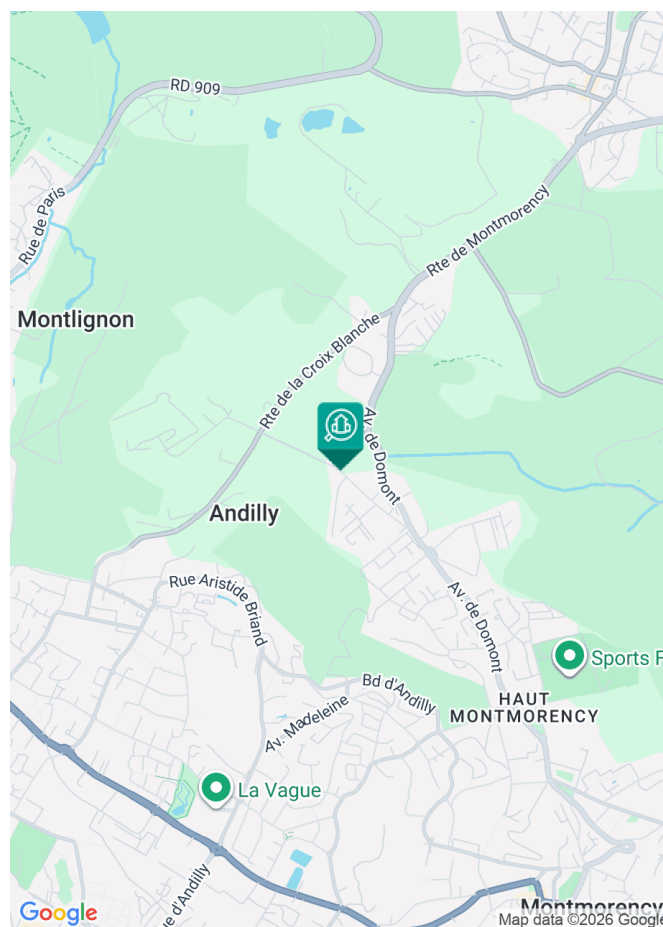 RD 909
Rue de Paris
Rte de Montmorency
Montlignon
Rte de la Croix Blanche
Av. de Domont
Andilly
Rue Aristide Briand
Av. de Domont
Sports F
Bd d'Andilly
HAUT
MONTMORENCY
Av. Madeleine
La Vague
ue d'Andilly
Montmorency
Google
Map data ©2026 Google